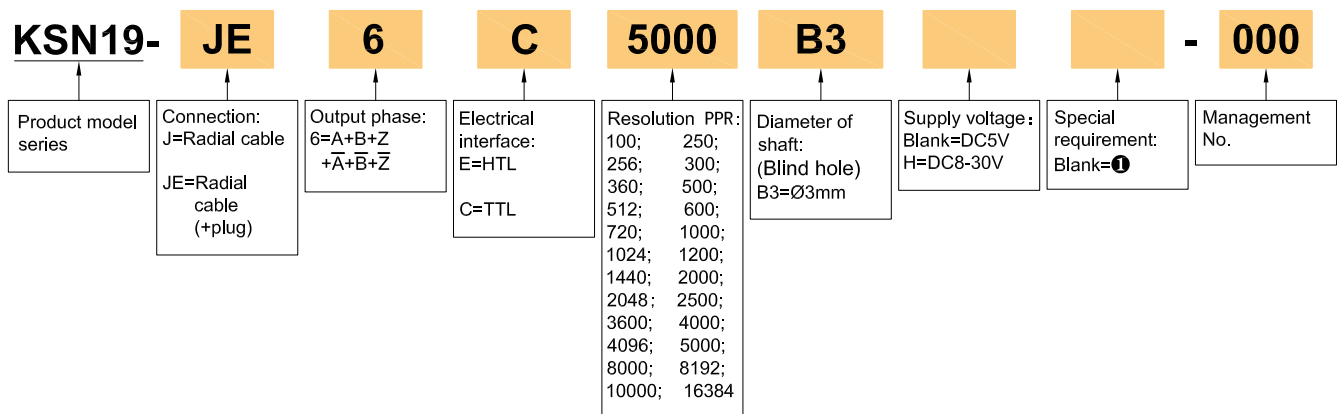 KSN19- JE 6 C 5000 B3 - 000
Product model
series
Connection:
J=Radial cable
JE=Radial
cable
(+plug)
Output phase:
6=A+B+Z
+A̅+B̅+Z̅
Electrical
interface:
E=HTL
C=TTL
Resolution PPR:
100; 250;
256; 300;
360; 500;
512; 600;
720; 1000;
1024; 1200;
1440; 2000;
2048; 2500;
3600; 4000;
4096; 5000;
8000; 8192;
10000; 16384
Diameter of
shaft:
(Blind hole)
B3=Ø3mm
Supply voltage:
Blank=DC5V
H=DC8-30V
Special
requirement:
Blank=❶
Management
No.